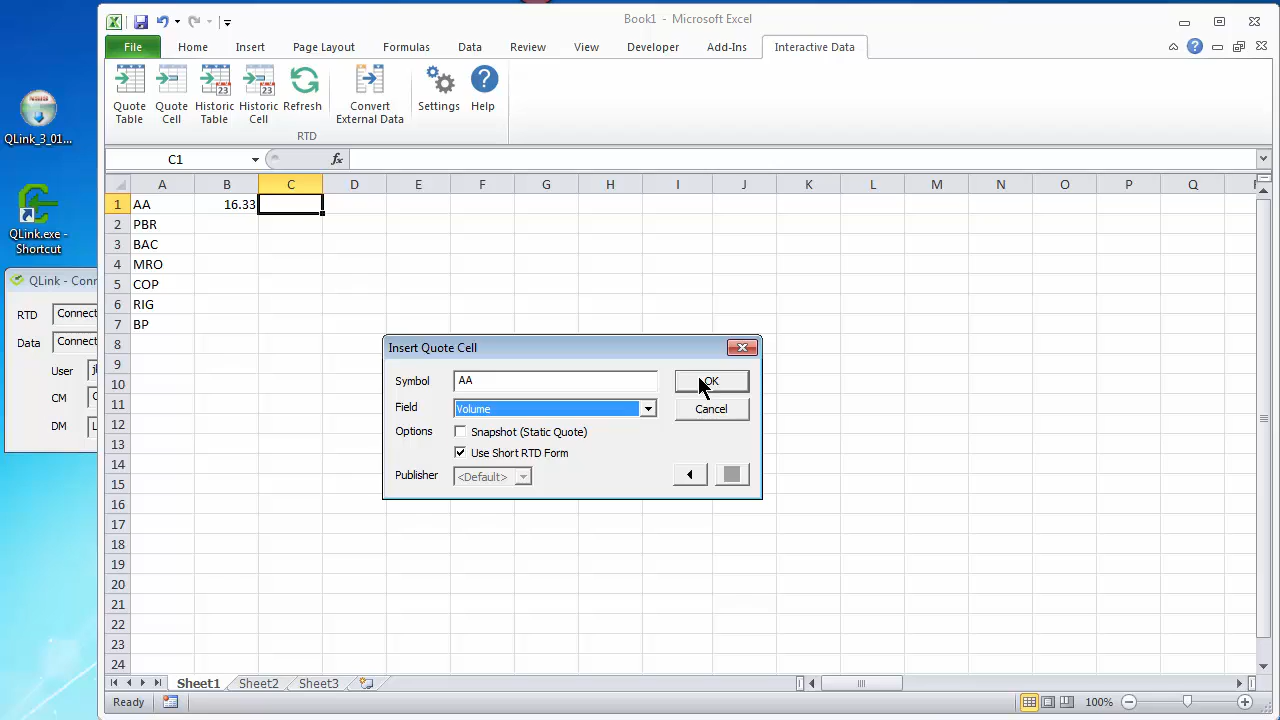 Book1 - Microsoft Excel
File Home Insert Page Layout Formulas Data Review View Developer Add-Ins Interactive Data
Quote Table
Quote Cell
Historic Table
Historic Cell
Refresh
Convert External Data
Settings
Help
RTD
C1 fx
A B C D E F G H I J K L M N O P Q
1 AA 16.33
2 PBR
3 BAC
4 MRO
5 COP
6 RIG
7 BP
8
9
10
11
12
13
14
15
16
17
18
19
20
21
22
23
24
Insert Quote Cell
Symbol AA OK
Field Volume Cancel
Options Snapshot (Static Quote)
Use Short RTD Form
Publisher <Default>
QLink_3_01...
QLink.exe -
Shortcut
QLink - Conn
RTD Connect
Data Connect
User
CM
DM
Sheet1 Sheet2 Sheet3
Ready 100%